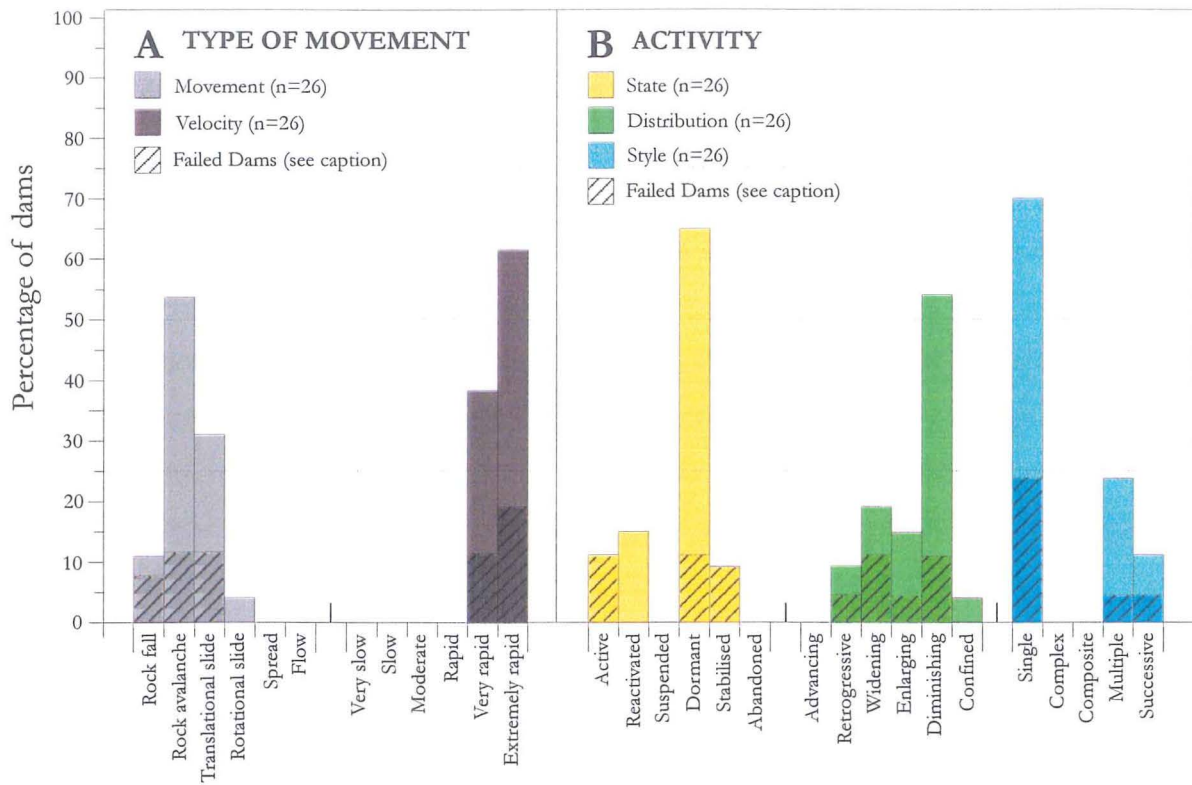 Percentage of dams
100
90
80
70
60
50
40
30
20
10
0
A TYPE OF MOVEMENT
Movement (n=26)
Velocity (n=26)
Failed Dams (see caption)
B ACTIVITY
State (n=26)
Distribution (n=26)
Style (n=26)
Failed Dams (see caption)
Rock fall
Rock avalanche
Translational slide
Rotational slide
Spread
Flow
Very slow
Slow
Moderate
Rapid
Very rapid
Extremely rapid
Active
Reactivated
Suspended
Dormant
Stabilised
Abandoned
Advancing
Retrogressive
Widening
Enlarging
Diminishing
Confined
Single
Complex
Composite
Multiple
Successive